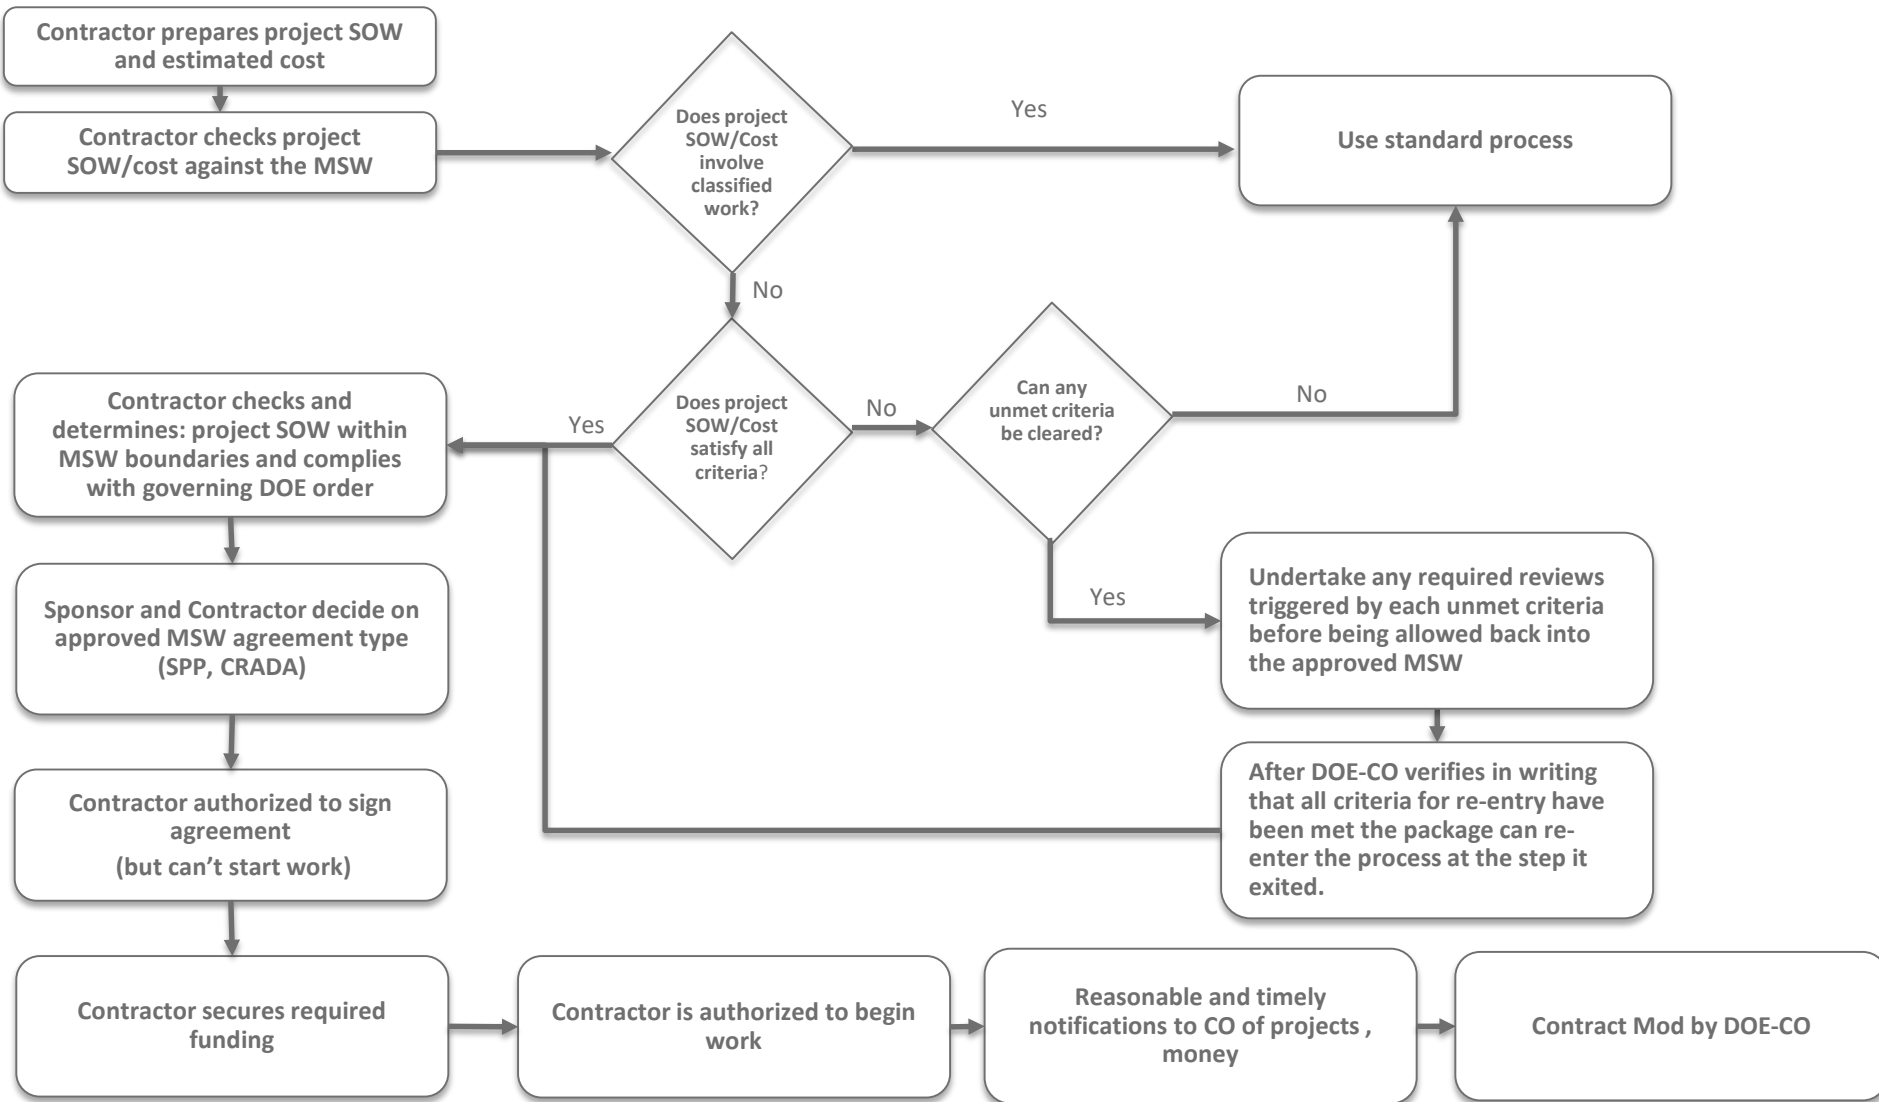 Contractor prepares project SOW
and estimated cost
Contractor checks project
SOW/cost against the MSW
Does project
SOW/Cost
involve
classified
work?
Yes
Use standard process
No
Does project
SOW/Cost
satisfy all
criteria?
Yes
No
Can any
unmet criteria
be cleared?
No
Yes
Contractor checks and
determines: project SOW within
MSW boundaries and complies
with governing DOE order
Undertake any required reviews
triggered by each unmet criteria
before being allowed back into
the approved MSW
Sponsor and Contractor decide on
approved MSW agreement type
(SPP, CRADA)
After DOE-CO verifies in writing
that all criteria for re-entry have
been met the package can re-
enter the process at the step it
exited.
Contractor authorized to sign
agreement
(but can't start work)
Contractor secures required
funding
Contractor is authorized to begin
work
Reasonable and timely
notifications to CO of projects ,
money
Contract Mod by DOE-CO